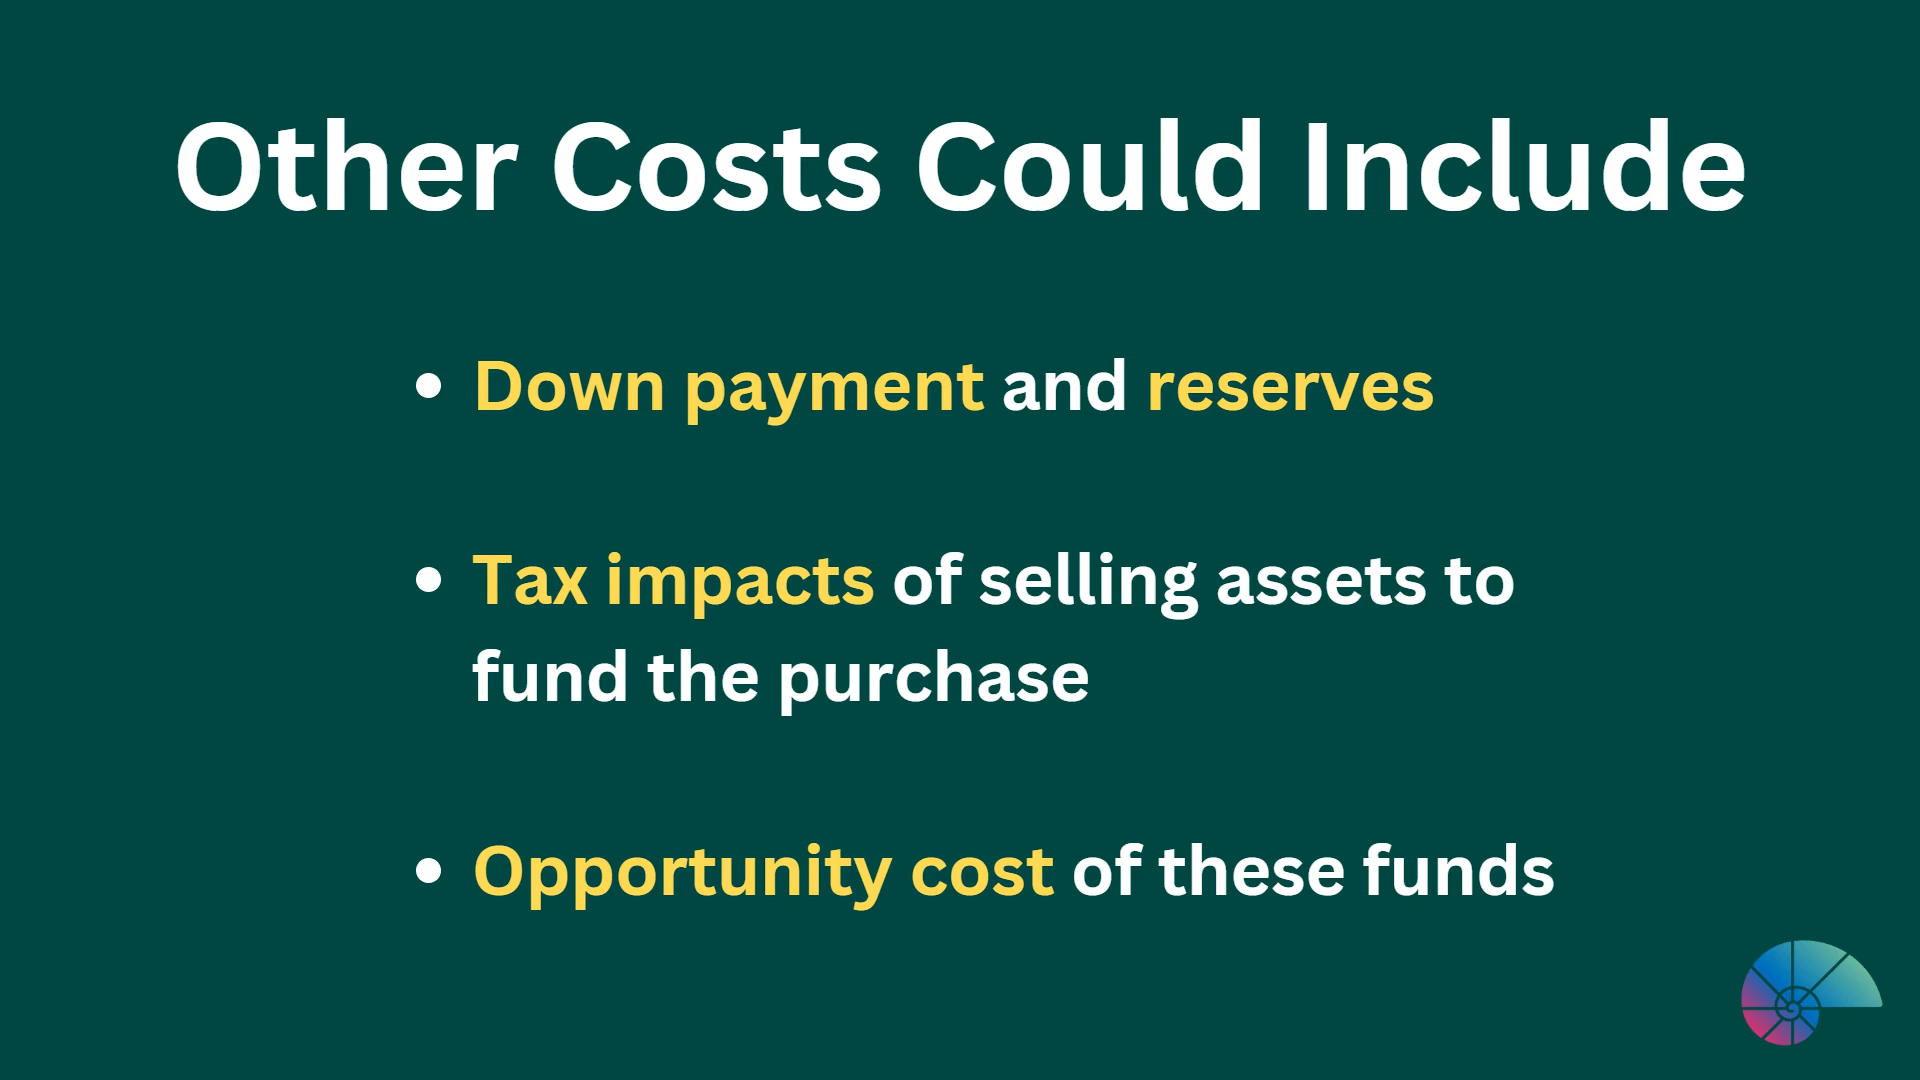 Other Costs Could Include
• Down payment and reserves
• Tax impacts of selling assets to
fund the purchase
• Opportunity cost of these funds